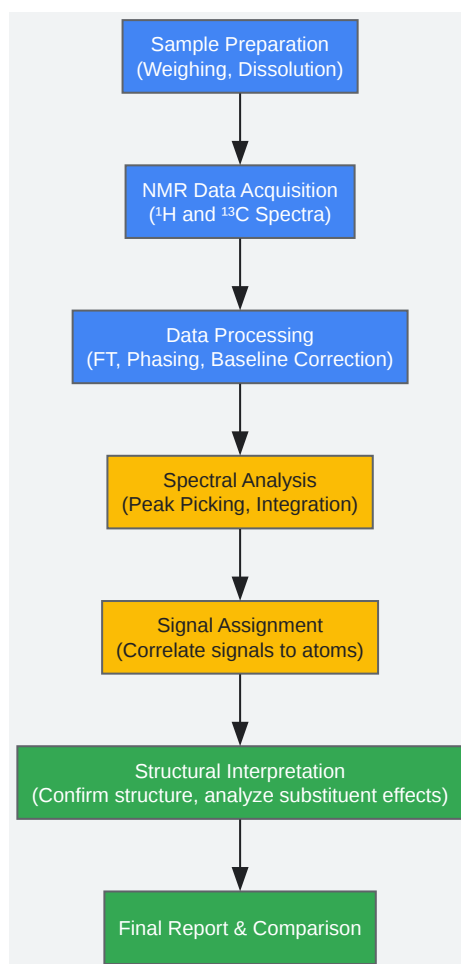 Sample Preparation
(Weighing, Dissolution)
NMR Data Acquisition
(¹H and ¹³C Spectra)
Data Processing
(FT, Phasing, Baseline Correction)
Spectral Analysis
(Peak Picking, Integration)
Signal Assignment
(Correlate signals to atoms)
Structural Interpretation
(Confirm structure, analyze substituent effects)
Final Report & Comparison